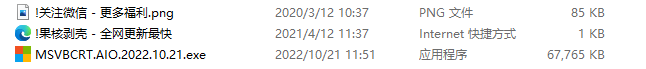 !关注微信 - 更多福利.png 2020/3/12 10:37 PNG 文件 85 KB
!果核剥壳 - 全网更新最快 2021/4/12 11:37 Internet 快捷方式 1 KB
MSVBCRT.AIO.2022.10.21.exe 2022/10/21 11:51 应用程序 67,765 KB